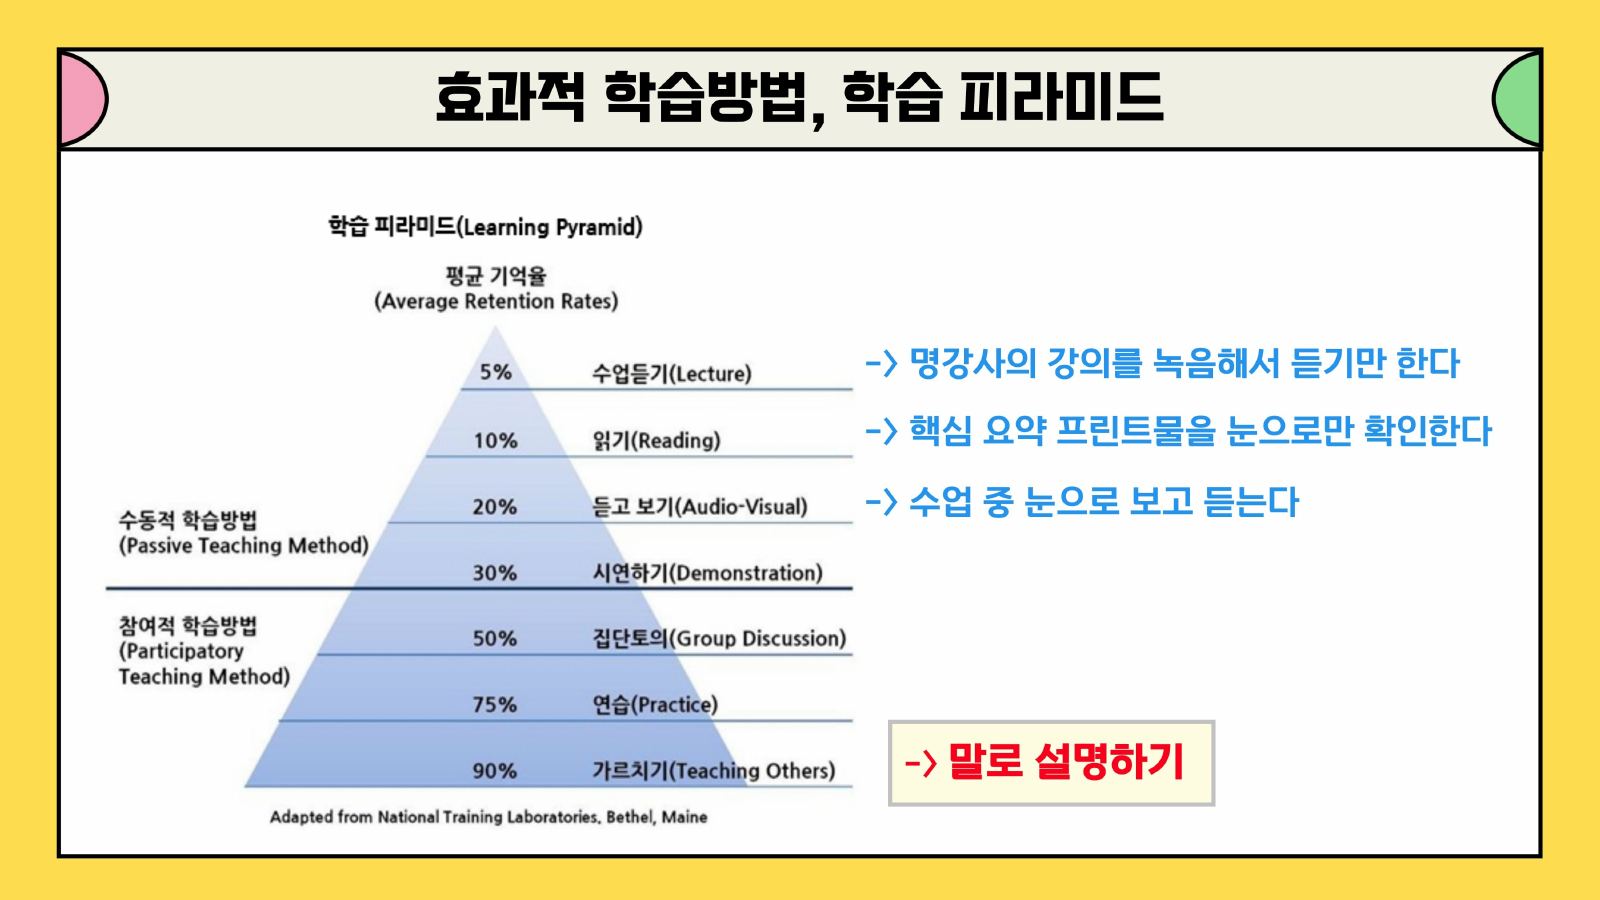 효과적 학습방법, 학습 피라미드
학습 피라미드(Learning Pyramid)
평균 기억율
(Average Retention Rates)
5% 수업듣기(Lecture) -> 명강사의 강의를 녹음해서 듣기만 한다
10% 읽기(Reading) -> 핵심 요약 프린트물을 눈으로만 확인한다
20% 듣고 보기(Audio-Visual) -> 수업 중 눈으로 보고 듣는다
수동적 학습방법
(Passive Teaching Method)
30% 시연하기(Demonstration)
참여적 학습방법
(Participatory
Teaching Method)
50% 집단토의(Group Discussion)
75% 연습(Practice)
90% 가르치기(Teaching Others) -> 말로 설명하기
Adapted from National Training Laboratories. Bethel, Maine